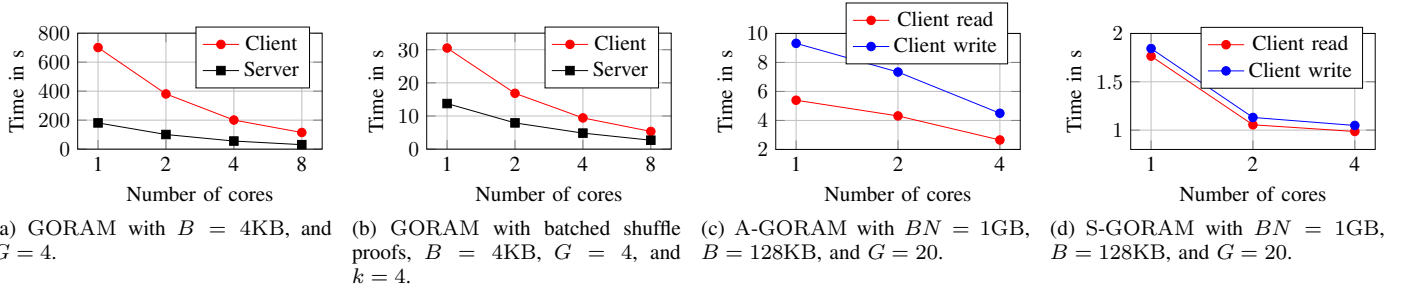 800
600
400
200
0
Time in s
1 2 4 8
Number of cores
Client
Server
30
20
10
0
Time in s
1 2 4 8
Number of cores
Client
Server
10
8
6
4
2
Time in s
1 2 4
Number of cores
Client read
Client write
2
1.5
1
Time in s
1 2 4
Number of cores
Client read
Client write
a) GORAM with B = 4KB, and
G = 4.
(b) GORAM with batched shuffle
proofs, B = 4KB, G = 4, and
k = 4.
(c) A-GORAM with BN = 1GB,
B = 128KB, and G = 20.
(d) S-GORAM with BN = 1GB,
B = 128KB, and G = 20.